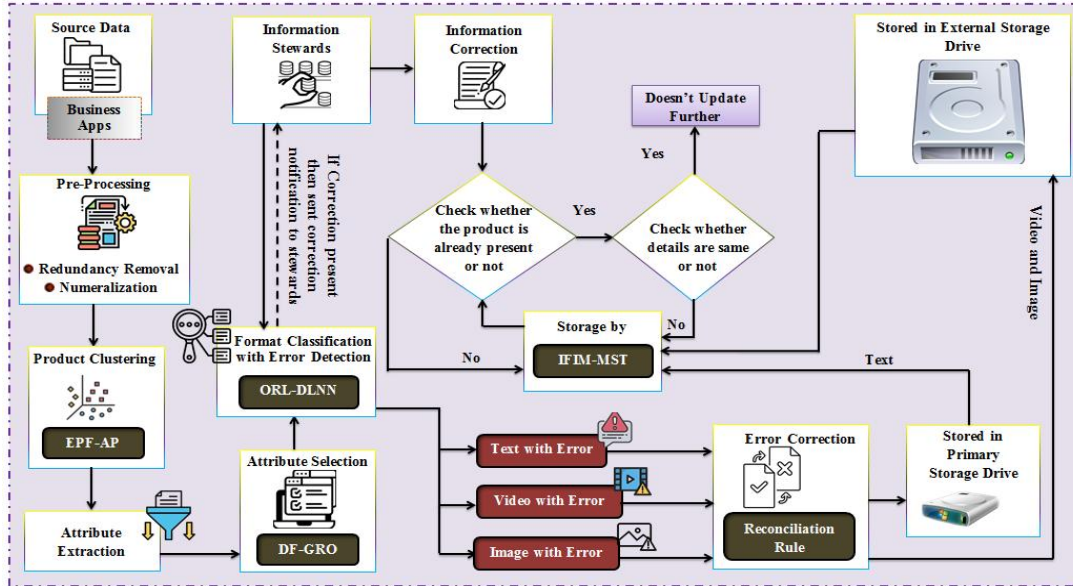 Source Data
Business
Apps
Pre-Processing
Redundancy Removal
Numeralization
Product Clustering
EPF-AP
Attribute
Extraction
Attribute Selection
DF-GRO
Format Classification
with Error Detection
ORL-DLNN
Information
Stewards
If Correction present
then sent correction
notification to stewards
Information
Correction
Check whether
the product is
already present
or not
Yes
No
Check whether
details are same
or not
Yes
No
Doesn't Update
Further
Storage by
IFIM-MST
Text with Error
Video with Error
Image with Error
Error Correction
Reconciliation
Rule
Stored in
Primary
Storage Drive
Text
Video and Image
Stored in External Storage
Drive